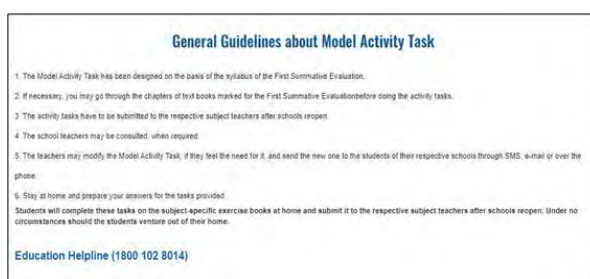 General Guidelines about Model Activity Task
1. The Model Activity Task has been designed on the basis of the syllabus of the First Summative Evaluation.
2. If necessary, you may go through the chapters of text books marked for the First Summative Evaluationbefore doing the activity tasks.
3. The activity tasks have to be submitted to the respective subject teachers after schools reopen.
4. The school teachers may be consulted, when required.
5. The teachers may modify the Model Activity Task, if they feel the need for it, and send the new one to the students of their respective schools through SMS, e-mail or over the
phone.
6. Stay at home and prepare your answers for the tasks provided.
Students will complete these tasks on the subject-specific exercise books at home and submit it to the respective subject teachers after schools reopen. Under no
circumstances should the students venture out of their home.
Education Helpline (1800 102 8014)